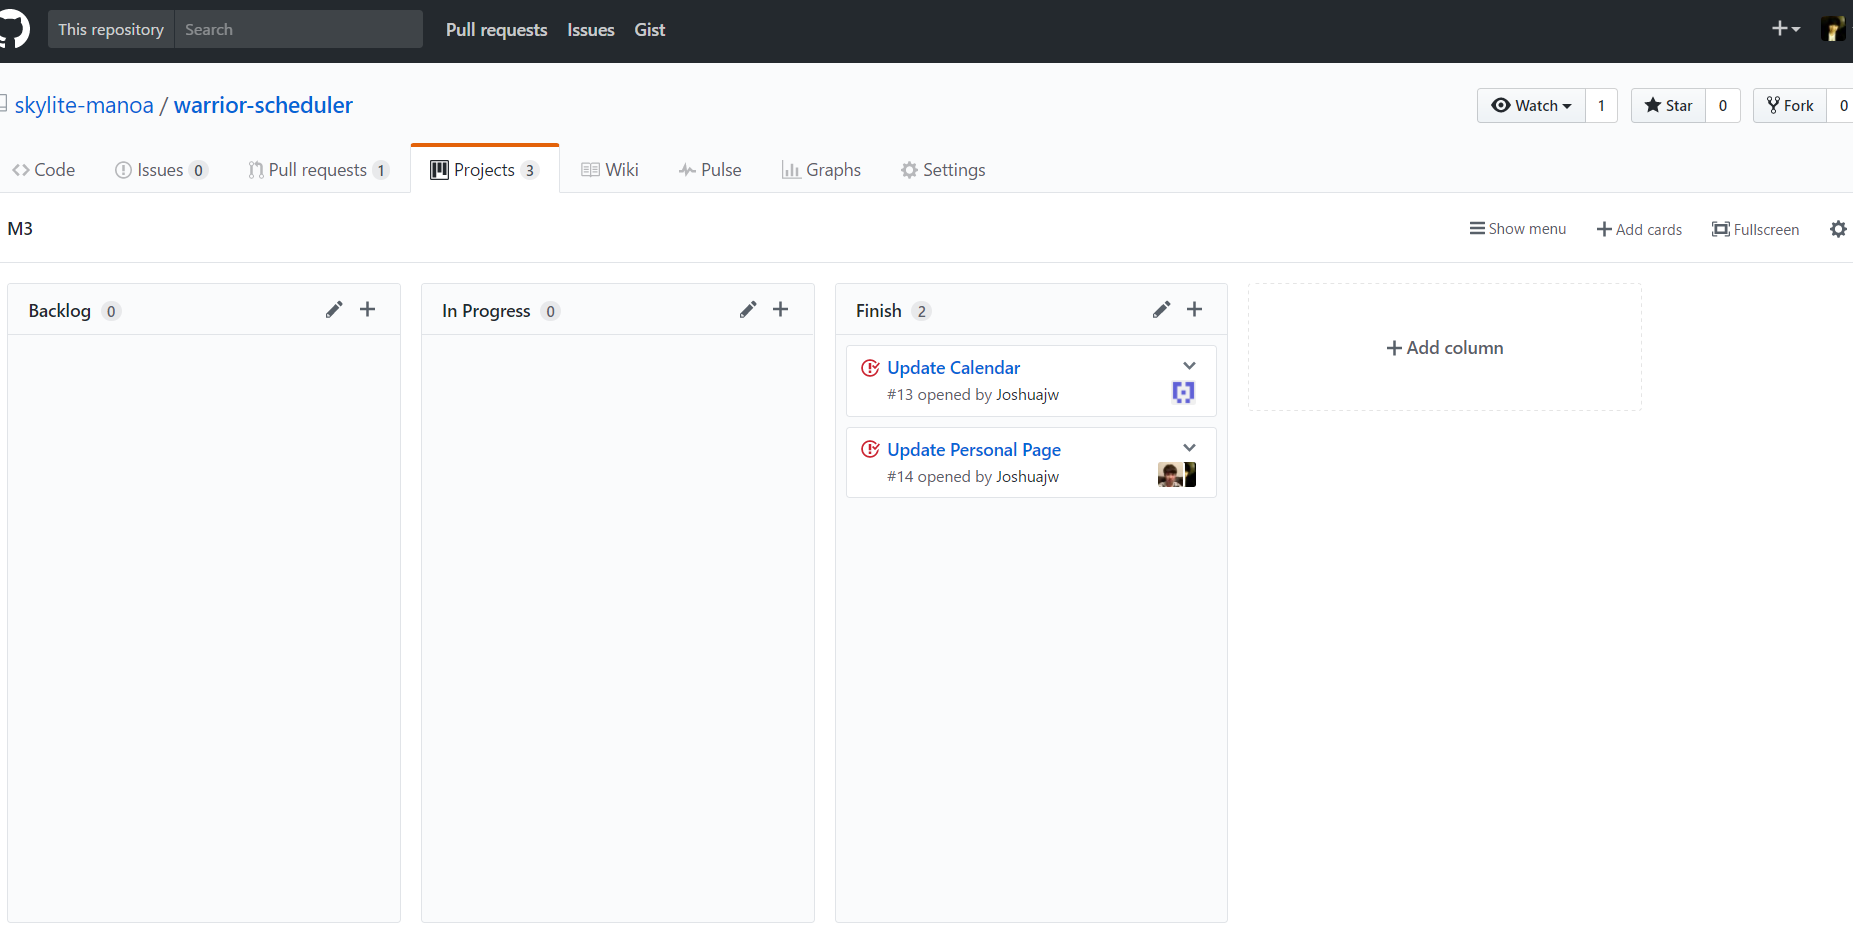 This repository Search Pull requests Issues Gist
skylite-manoa / warrior-scheduler Watch 1 Star 0 Fork 0
Code Issues 0 Pull requests 1 Projects 3 Wiki Pulse Graphs Settings
M3 Show menu Add cards Fullscreen
Backlog 0
In Progress 0
Finish 2
Update Calendar
#13 opened by Joshuajw
Update Personal Page
#14 opened by Joshuajw
Add column